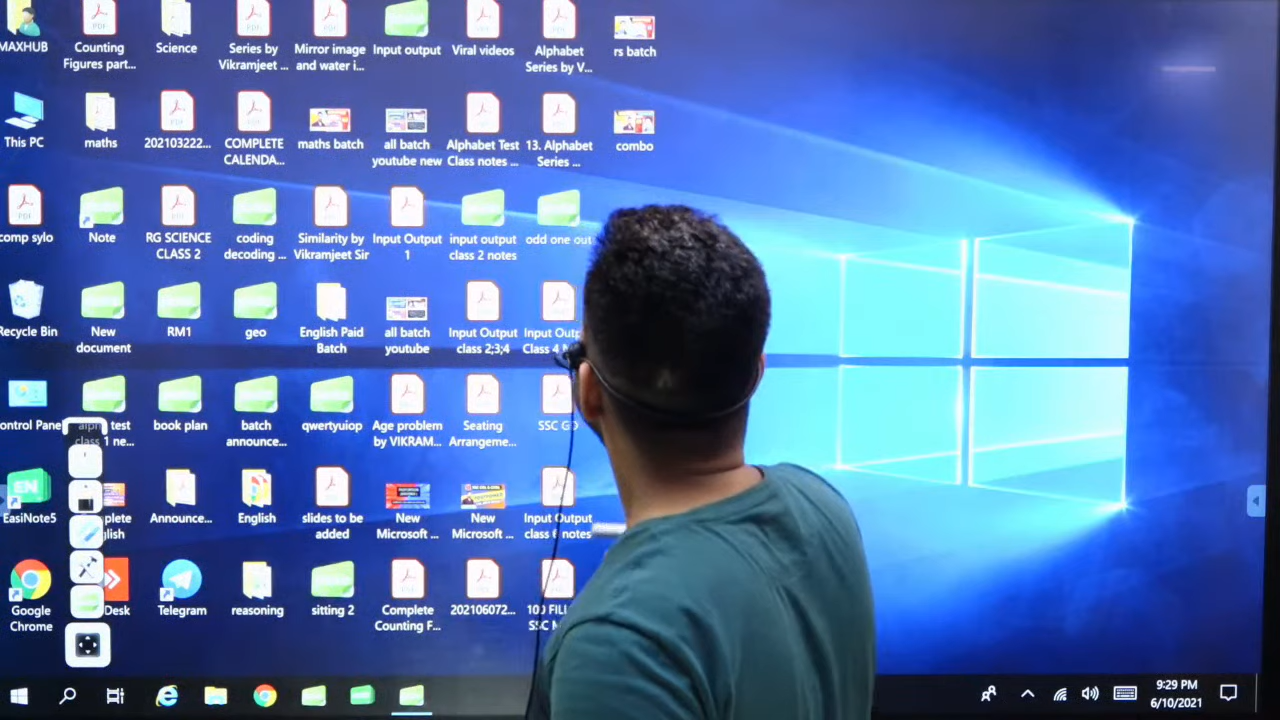 MAXHUB
Counting
Figures part...
Science
Series by
Vikramjeet ...
Mirror image
and water i...
Input output
Viral videos
Alphabet
Series by V...
rs batch
This PC
maths
202103222...
COMPLETE
CALENDA...
maths batch
all batch
youtube new
Alphabet Test
Class notes ...
13. Alphabet
Series ...
combo
comp sylo
Note
RG SCIENCE
CLASS 2
coding
decoding ...
Similarity by
Vikramjeet Sir
Input Output
1
input output
class 2 notes
odd one out
Recycle Bin
New
document
RM1
geo
English Paid
Batch
all batch
youtube
Input Output
class 2;3;4
Input Output
Class 4
ontrol Pane
alph test
class 1 ne...
book plan
batch
announce...
qwertyuiop
Age problem
by VIKRAM...
Seating
Arrangeme...
SSC GD
EN
EasiNote5
plete
lish
Announce...
English
slides to be
added
New
Microsoft ...
New
Microsoft ...
Input Output
class 6 notes
Google
Chrome
Desk
Telegram
reasoning
sitting 2
Complete
Counting F...
202106072...
100 FILL
SSC
9:29 PM
6/10/2021